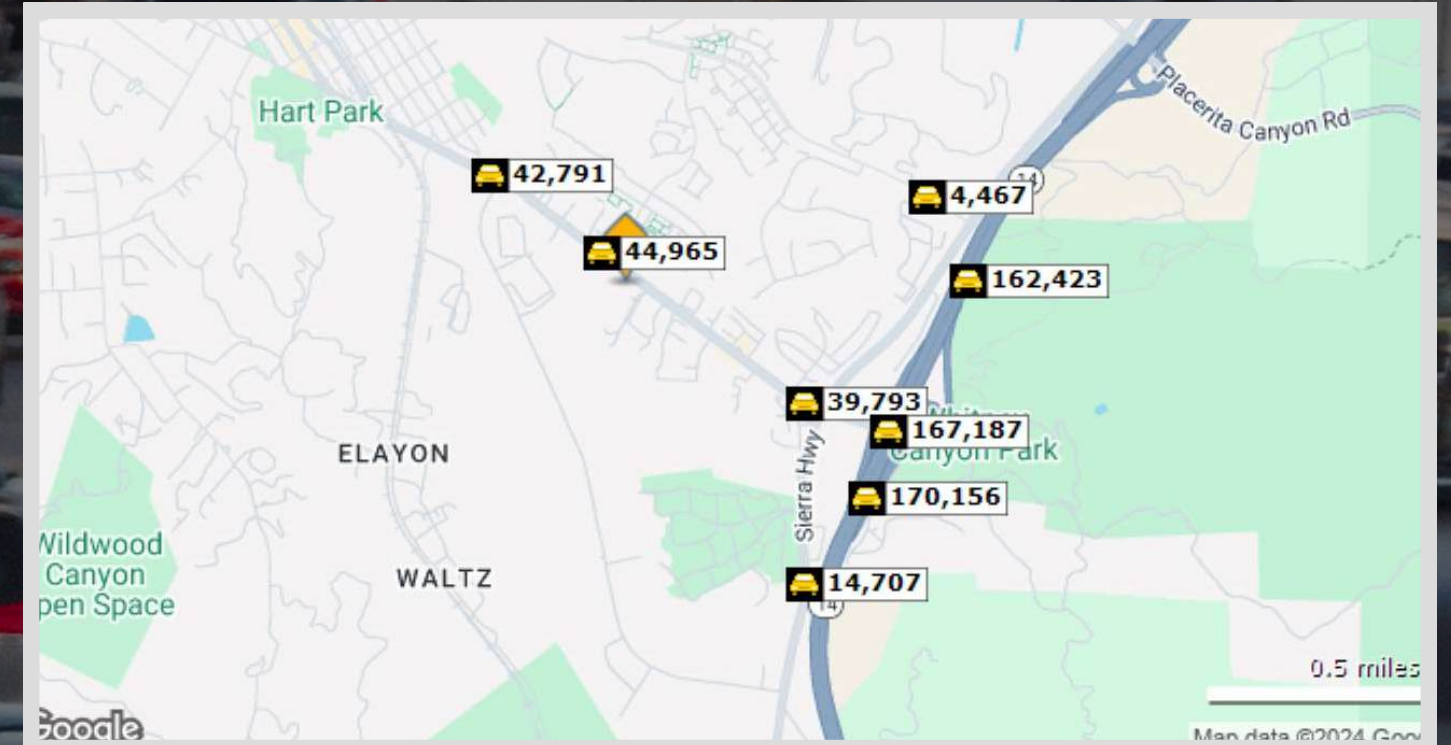 Hart Park
Placerita Canyon Rd
42,791
14
4,467
44,965
162,423
39,793
167,187
Canyon Park
ELAYON
Sierra Hwy
170,156
Wildwood
Canyon
pen Space
WALTZ
14,707
14
0.5 miles
Google
Map data ©2024 Goo